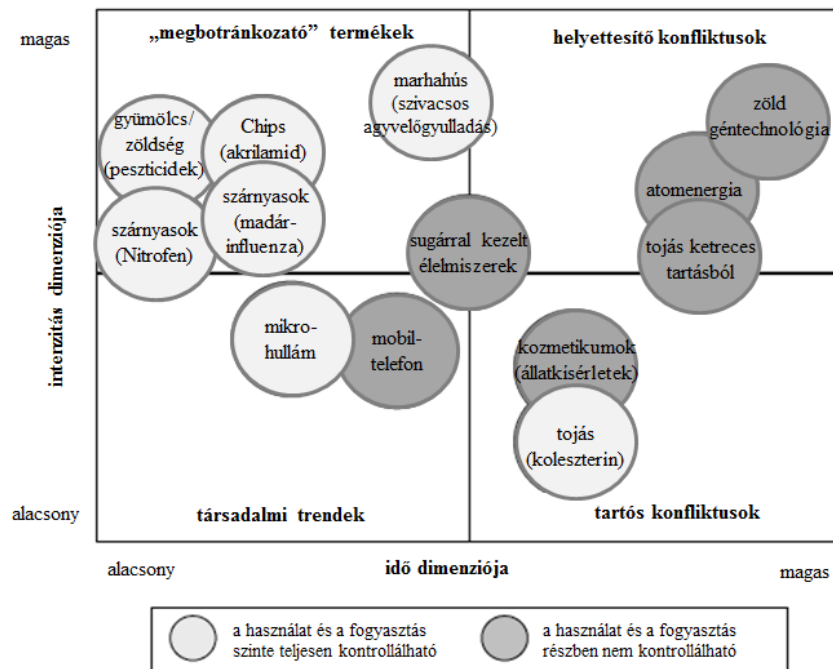 magas
„megbotránkozató” termékek
helyettesítő konfliktusok
marhahús
(szivacsos
agyvelőgyulladás)
zöld
géntechnológia
gyümölcs/
zöldség
(peszticidek)
Chips
(akrilamid)
atomenergia
szárnyasok
(madár-
influenza)
szárnyasok
(Nitrofen)
sugárral kezelt
élelmiszerek
tojás ketreces
tartásból
intenzitás dimenziója
mikro-
hullám
mobil-
telefon
kozmetikumok
(állatkisérletek)
tojás
(koleszterin)
alacsony
társadalmi trendek
tartós konfliktusok
alacsony
idő dimenziója
magas
a használat és a fogyasztás
szinte teljesen kontrollálható
a használat és a fogyasztás
részben nem kontrollálható